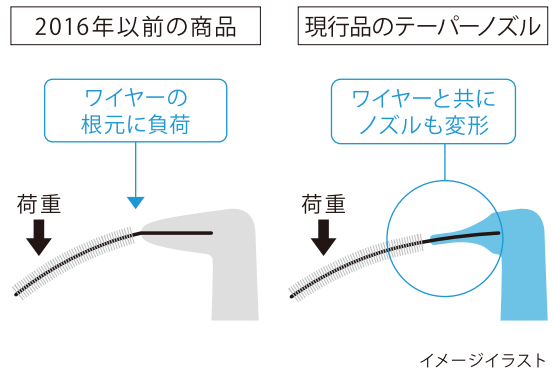 2016年以前の商品
現行品のテーパーノズル
ワイヤーの
根元に負荷
ワイヤーと共に
ノズルも変形
荷重
荷重
イメージイラスト